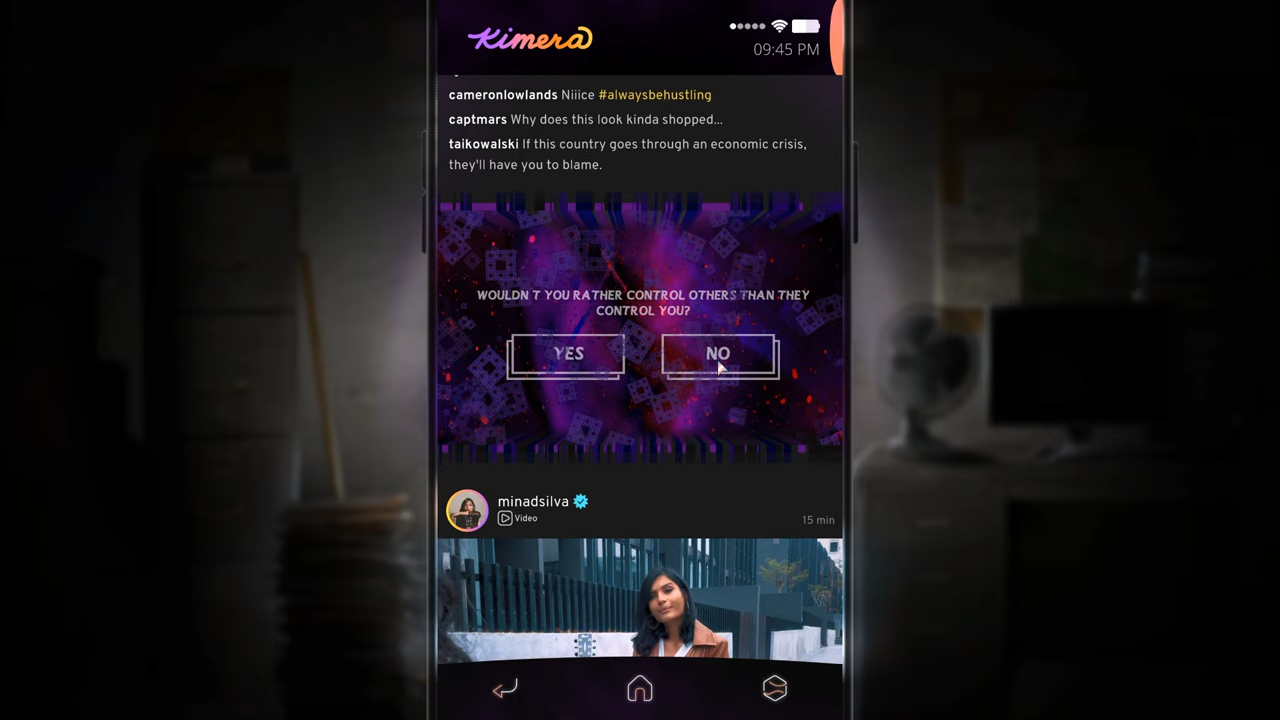 Kimera
09:45 PM
cameronlowlands Niiice #alwaysbehustling
captmars Why does this look kinda shopped...
taikowalski If this country goes through an economic crisis,
they'll have you to blame.
WOULDN T YOU RATHER CONTROL OTHERS THAN THEY
CONTROL YOU?
YES NO
minadsilva
Video
15 min